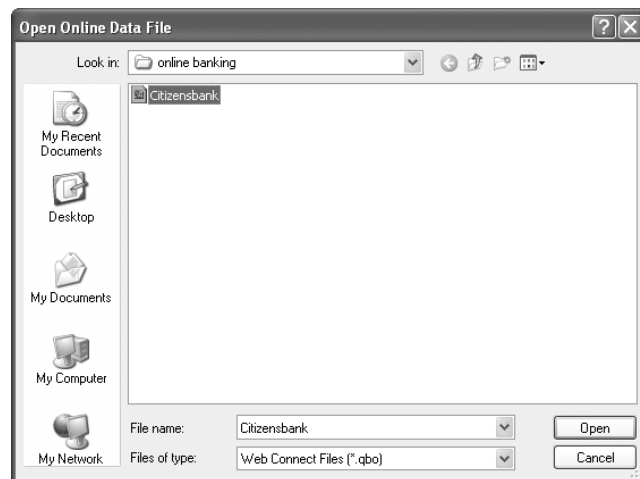 Open Online Data File
Look in: online banking
Citizensbank
My Recent
Documents
Desktop
My Documents
My Computer
My Network
File name: Citizensbank Open
Files of type: Web Connect Files (*.qbo) Cancel